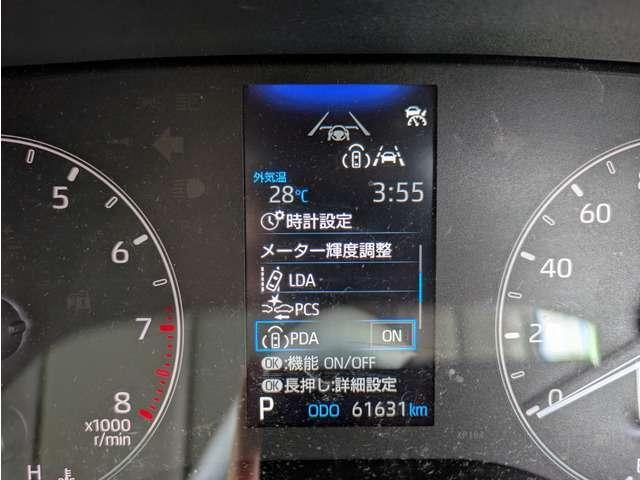 外気温
28℃ 3:55
時計設定
メーター輝度調整
LDA
PCS
PDA ON
OK:機能 ON/OFF
OK長押し:詳細設定
P ODO 61631km
5
6
7
8
x1000
r/min
H
60
40
20
0